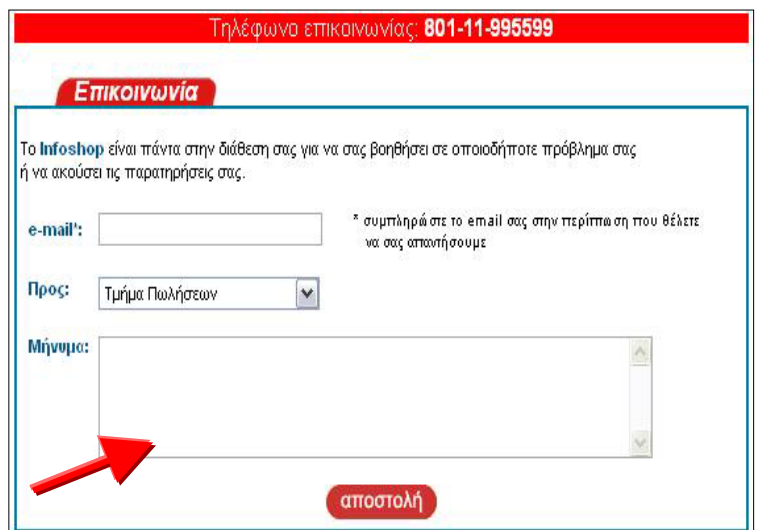 Τηλέφωνο επικοινωνίας: 801-11-995599
Επικοινωνία
Το Infoshop είναι πάντα στην διάθεση σας για να σας βοηθήσει σε οποιοδήποτε πρόβλημα σας
ή να ακούσει τις παρατηρήσεις σας.
e-mail*:
* συμπληρώστε το email σας στην περίπτωση που θέλετε
να σας απαντήσουμε
Προς:
Τμήμα Πωλήσεων
Μήνυμα:
αποστολή